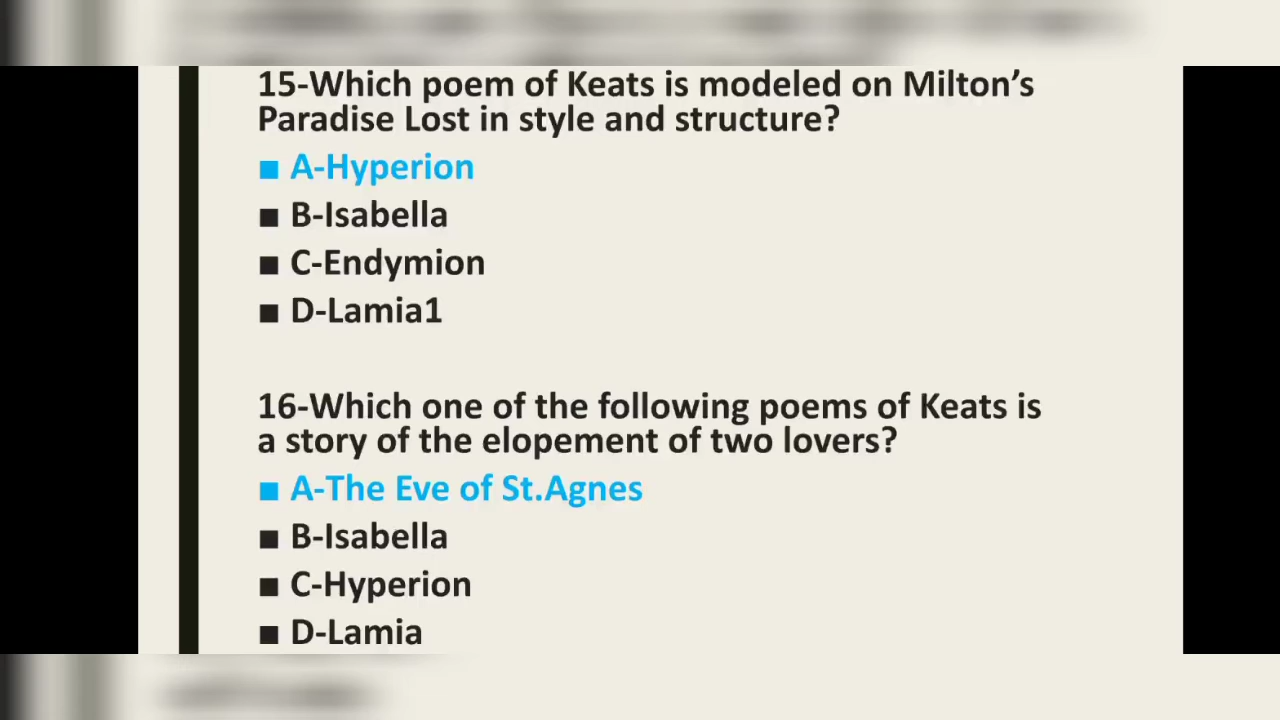 15-Which poem of Keats is modeled on Milton’s
Paradise Lost in style and structure?
■ A-Hyperion
■ B-Isabella
■ C-Endymion
■ D-Lamia1
16-Which one of the following poems of Keats is
a story of the elopement of two lovers?
■ A-The Eve of St.Agnes
■ B-Isabella
■ C-Hyperion
■ D-Lamia